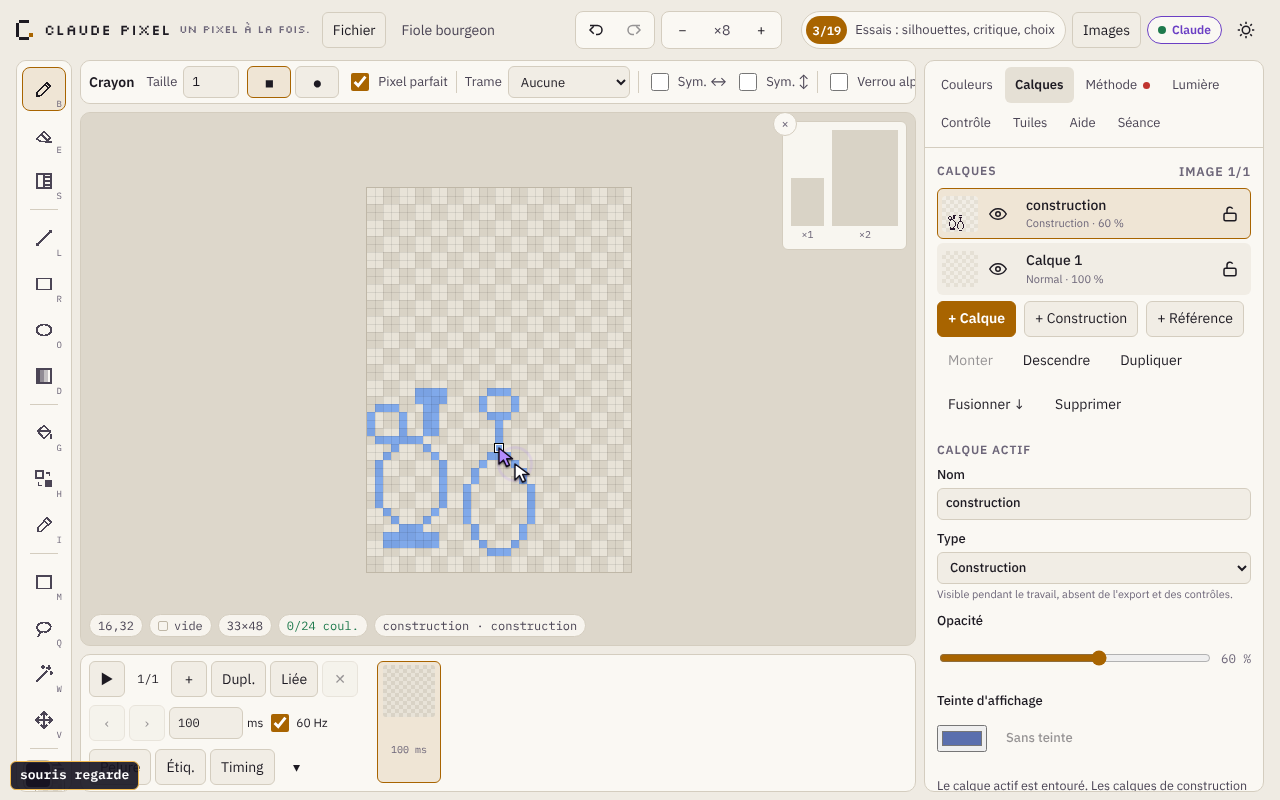 CLAUDE PIXEL UN PIXEL À LA FOIS. Fichier Fiole bourgeon − ×8 + 3/19 Essais : silhouettes, critique, choix Images Claude
B
E
S
L
R
O
D
G
H
I
M
Q
W
V
Crayon Taille 1 Pixel parfait Trame Aucune Sym. ↔ Sym. ↕ Verrou alp
×
×1 ×2
16,32 vide 33×48 0/24 coul. construction · construction
▶ 1/1 + Dupl. Liée ×
‹ › 100 ms 60 Hz
Étiq. Timing ▼
100 ms
souris regarde
Couleurs Calques Méthode Lumière
Contrôle Tuiles Aide Séance
CALQUES IMAGE 1/1
construction
Construction · 60 %
Calque 1
Normal · 100 %
+ Calque + Construction + Référence
Monter Descendre Dupliquer
Fusionner ↓ Supprimer
CALQUE ACTIF
Nom
construction
Type
Construction
Visible pendant le travail, absent de l'export et des contrôles.
Opacité
60 %
Teinte d'affichage
Sans teinte
Le calque actif est entouré. Les calques de construction